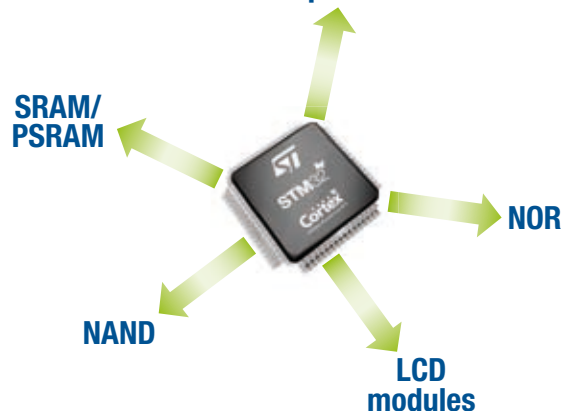 SRAM/
PSRAM
ST
STM32
Cortex
NOR
NAND
LCD
modules